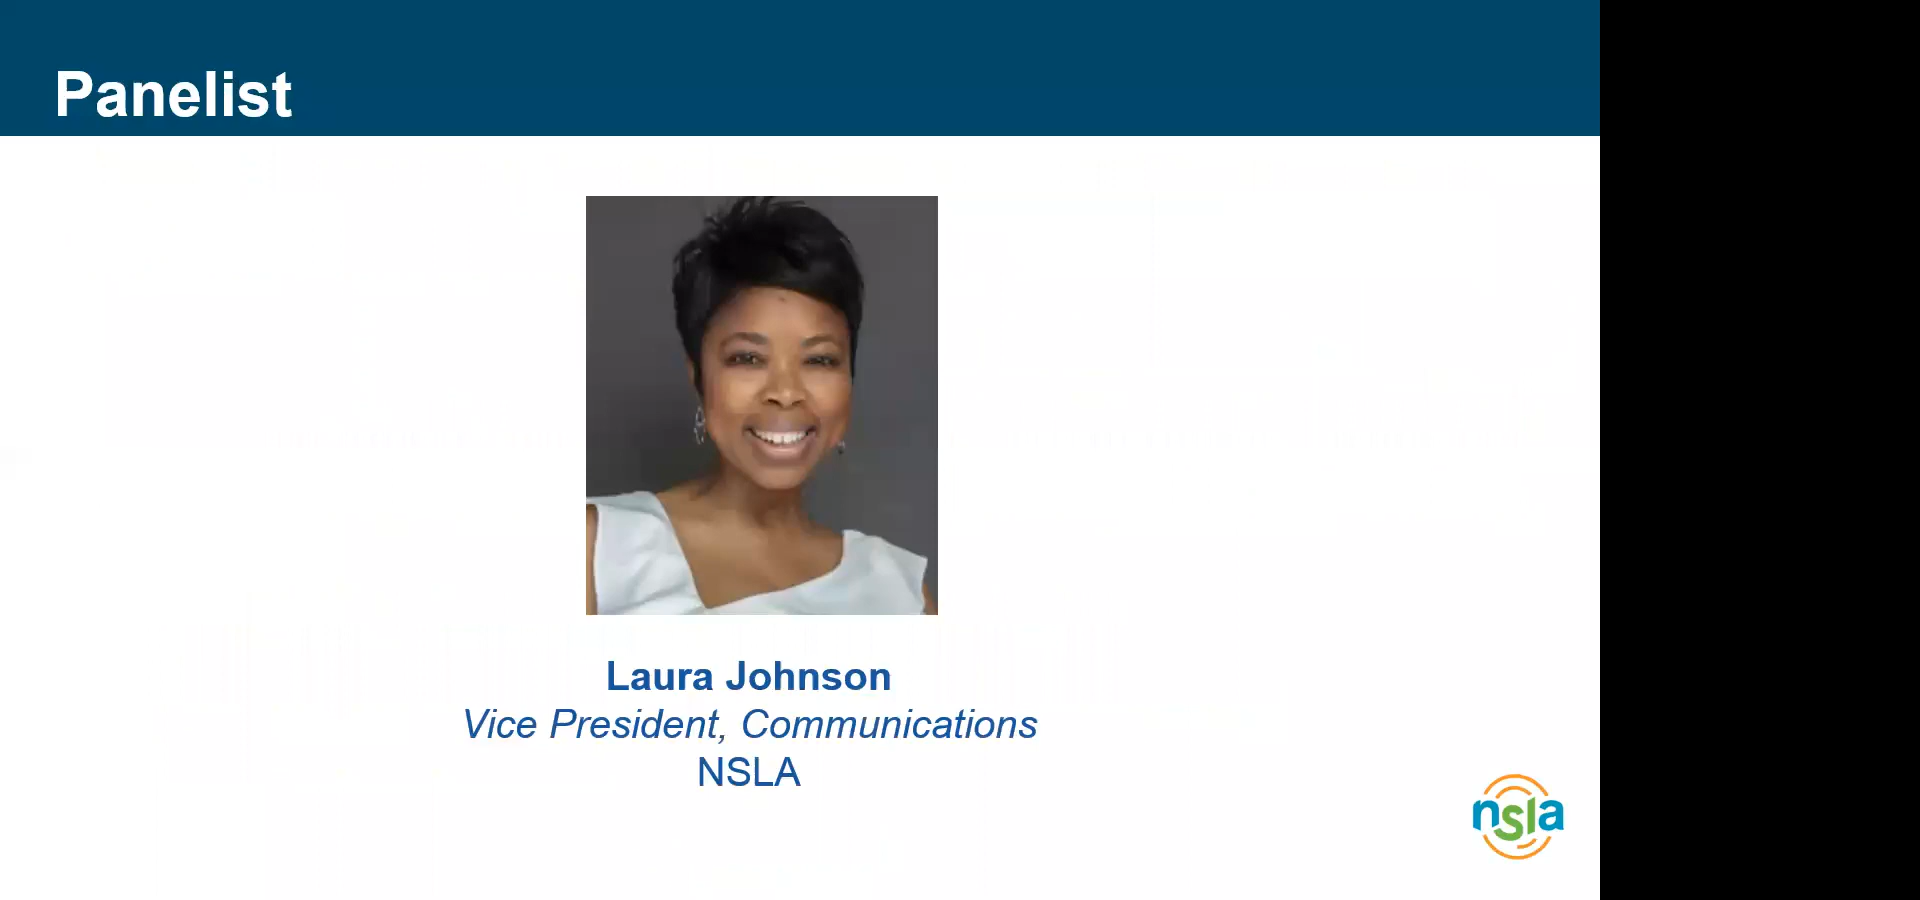 Panelist
Laura Johnson
Vice President, Communications
NSLA
nsla